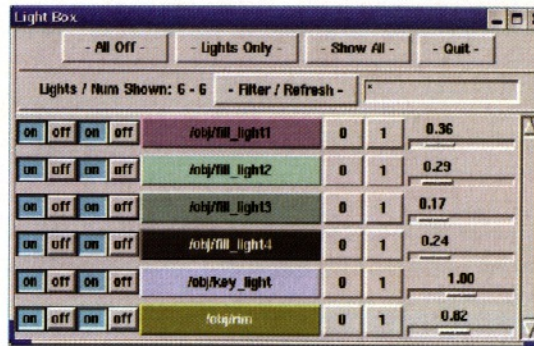 Light Box
- All Off - - Lights Only - - Show All - - Quit -
Lights / Num Shown: 6 - 6 - Filter / Refresh - *
on off on off /obj/fill_light1 0 1 0.36
on off on off /obj/fill_light2 0 1 0.29
on off on off /obj/fill_light3 0 1 0.17
on off on off /obj/fill_light4 0 1 0.24
on off on off /obj/key_light 0 1 1.00
on off on off /obj/rim 0 1 0.82